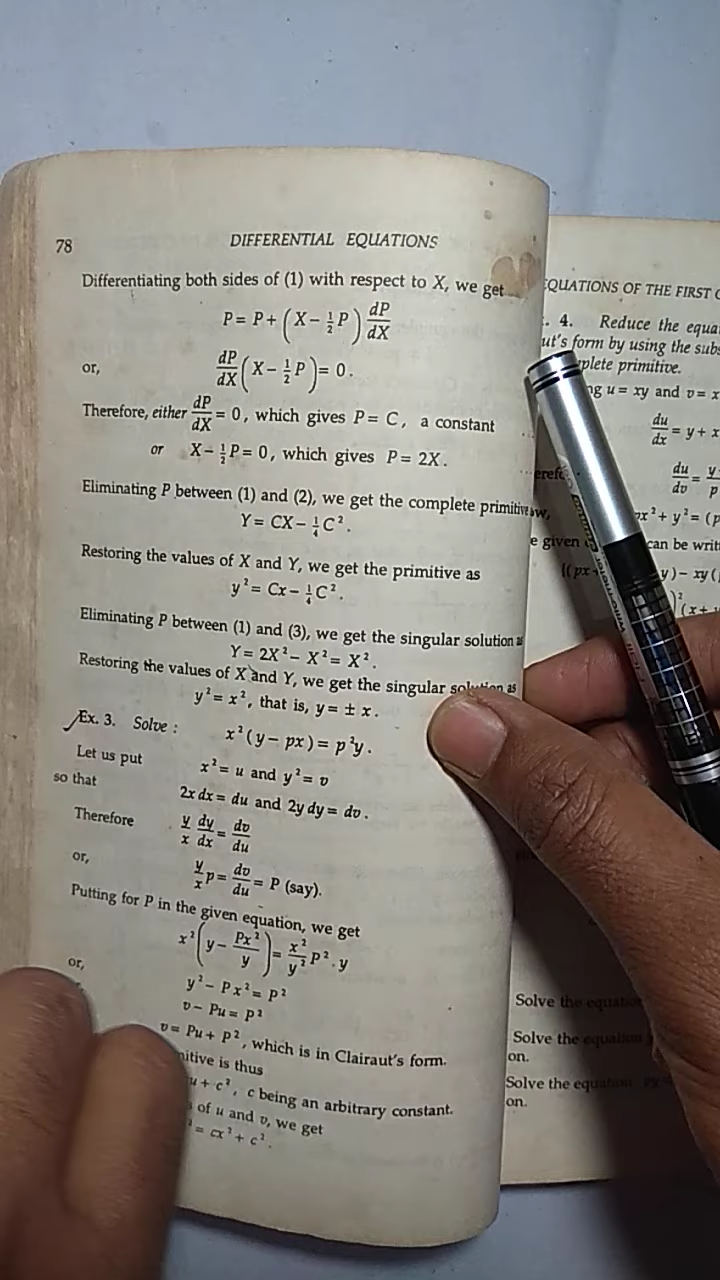 78
DIFFERENTIAL EQUATIONS
Differentiating both sides of (1) with respect to X, we get
P = P + (X − ½P) dP/dX
or, dP/dX (X − ½P) = 0.
Therefore, either dP/dX = 0, which gives P = C, a constant
or X − ½P = 0, which gives P = 2X.
Eliminating P between (1) and (2), we get the complete primitive
Y = CX − ¼C².
Restoring the values of X and Y, we get the primitive as
y² = Cx − ¼C².
Eliminating P between (1) and (3), we get the singular solution
Y = 2X² − X² = X².
Restoring the values of X and Y, we get the singular solution as
y² = x², that is, y = ± x.
Ex. 3. Solve : x²(y − px) = p²y.
Let us put x² = u and y² = v
so that 2x dx = du and 2y dy = dv.
Therefore y/x dy/dx = dv/du
or, y/x p = dv/du = P (say).
Putting for P in the given equation, we get
x²(y − Px²/y) = x²/y² P². y
or, y² − Px² = P²
v − Pu = P²
v = Pu + P², which is in Clairaut's form.
is thus
u + c², c being an arbitrary constant.
of u and v, we get
= cx² + c².
EQUATIONS OF THE FIRST
4. Reduce the
form by using the
primitive.
u = xy and v =
du/dx = y +
du/dv =
px² + y² =
given can be
{(px
y) − xy
Solve the equation
Solve the equation
on.
Solve the equation
on.